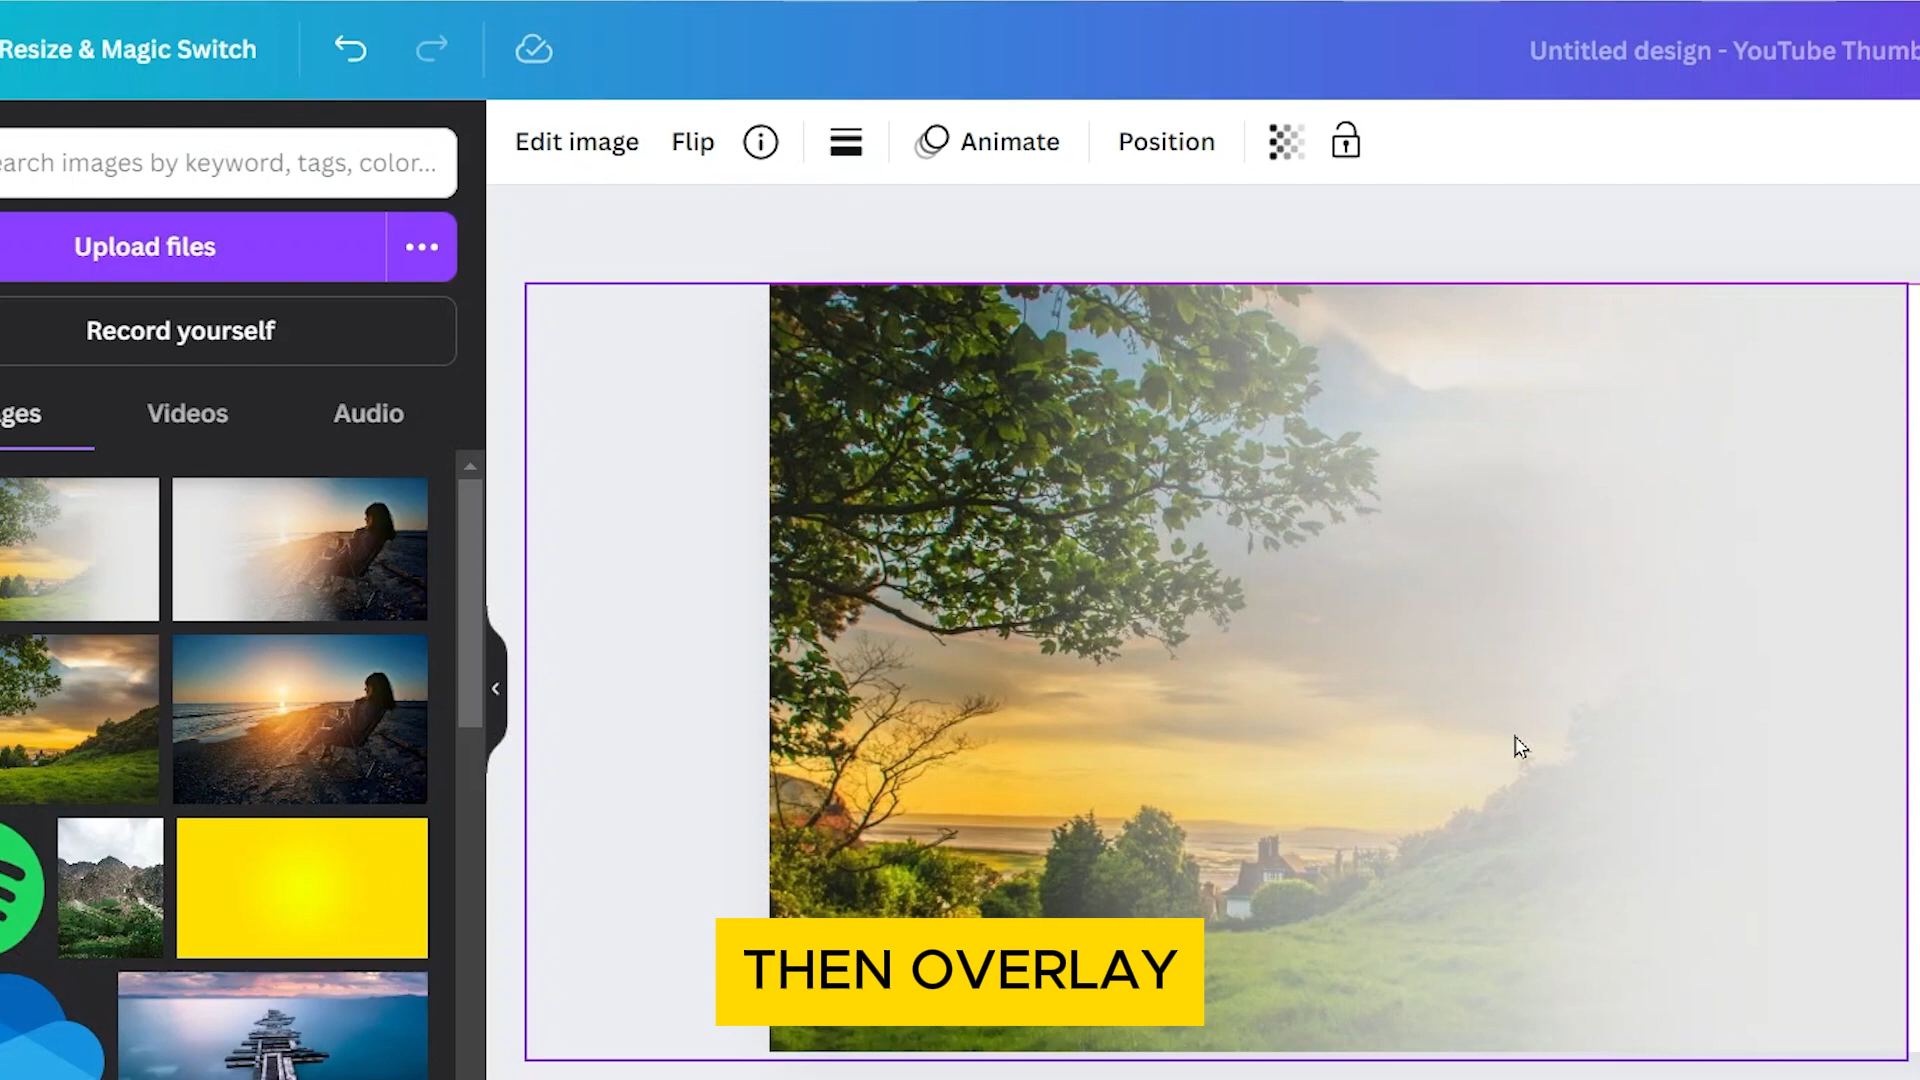 Resize & Magic Switch
Untitled design - YouTube Thumb
earch images by keyword, tags, color...
Edit image
Flip
Animate
Position
Upload files
Record yourself
ges
Videos
Audio
THEN OVERLAY